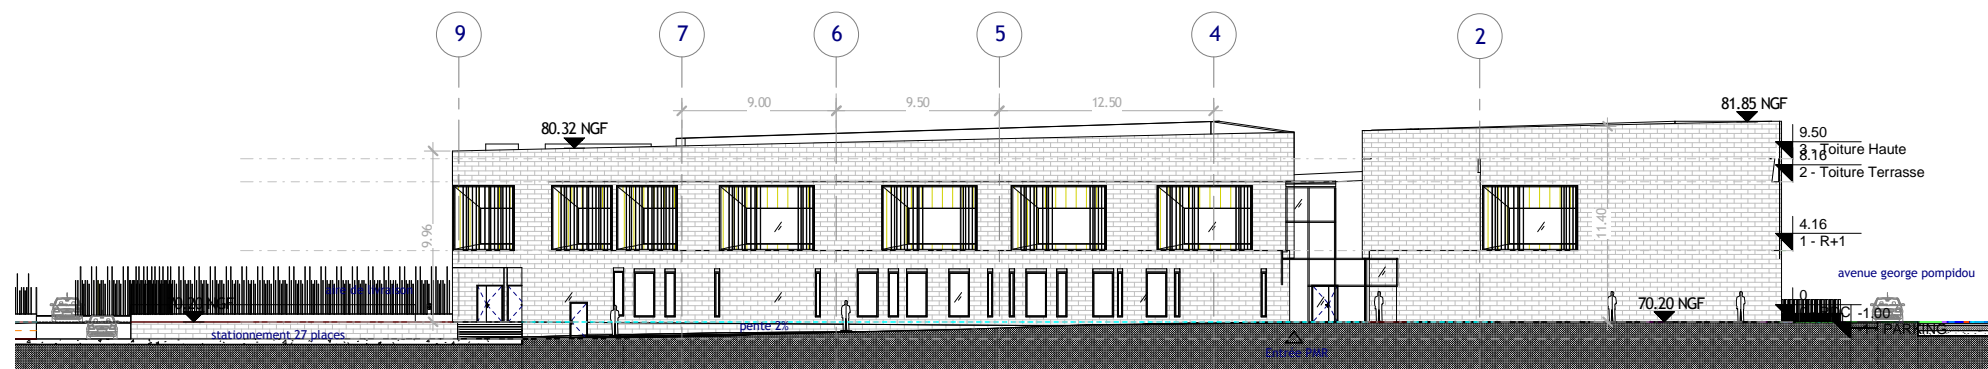 9 7 6 5 4 2
9.00 9.50 12.50
80.32 NGF
81.85 NGF
9.50
3 - Toiture Haute
8.16
2 - Toiture Terrasse
9.96
11.40
4.16
1 - R+1
avenue george pompidou
70.20 NGF
0
-1.00
PARKING
stationnement 27 places
pente 2%
Entrée PMR